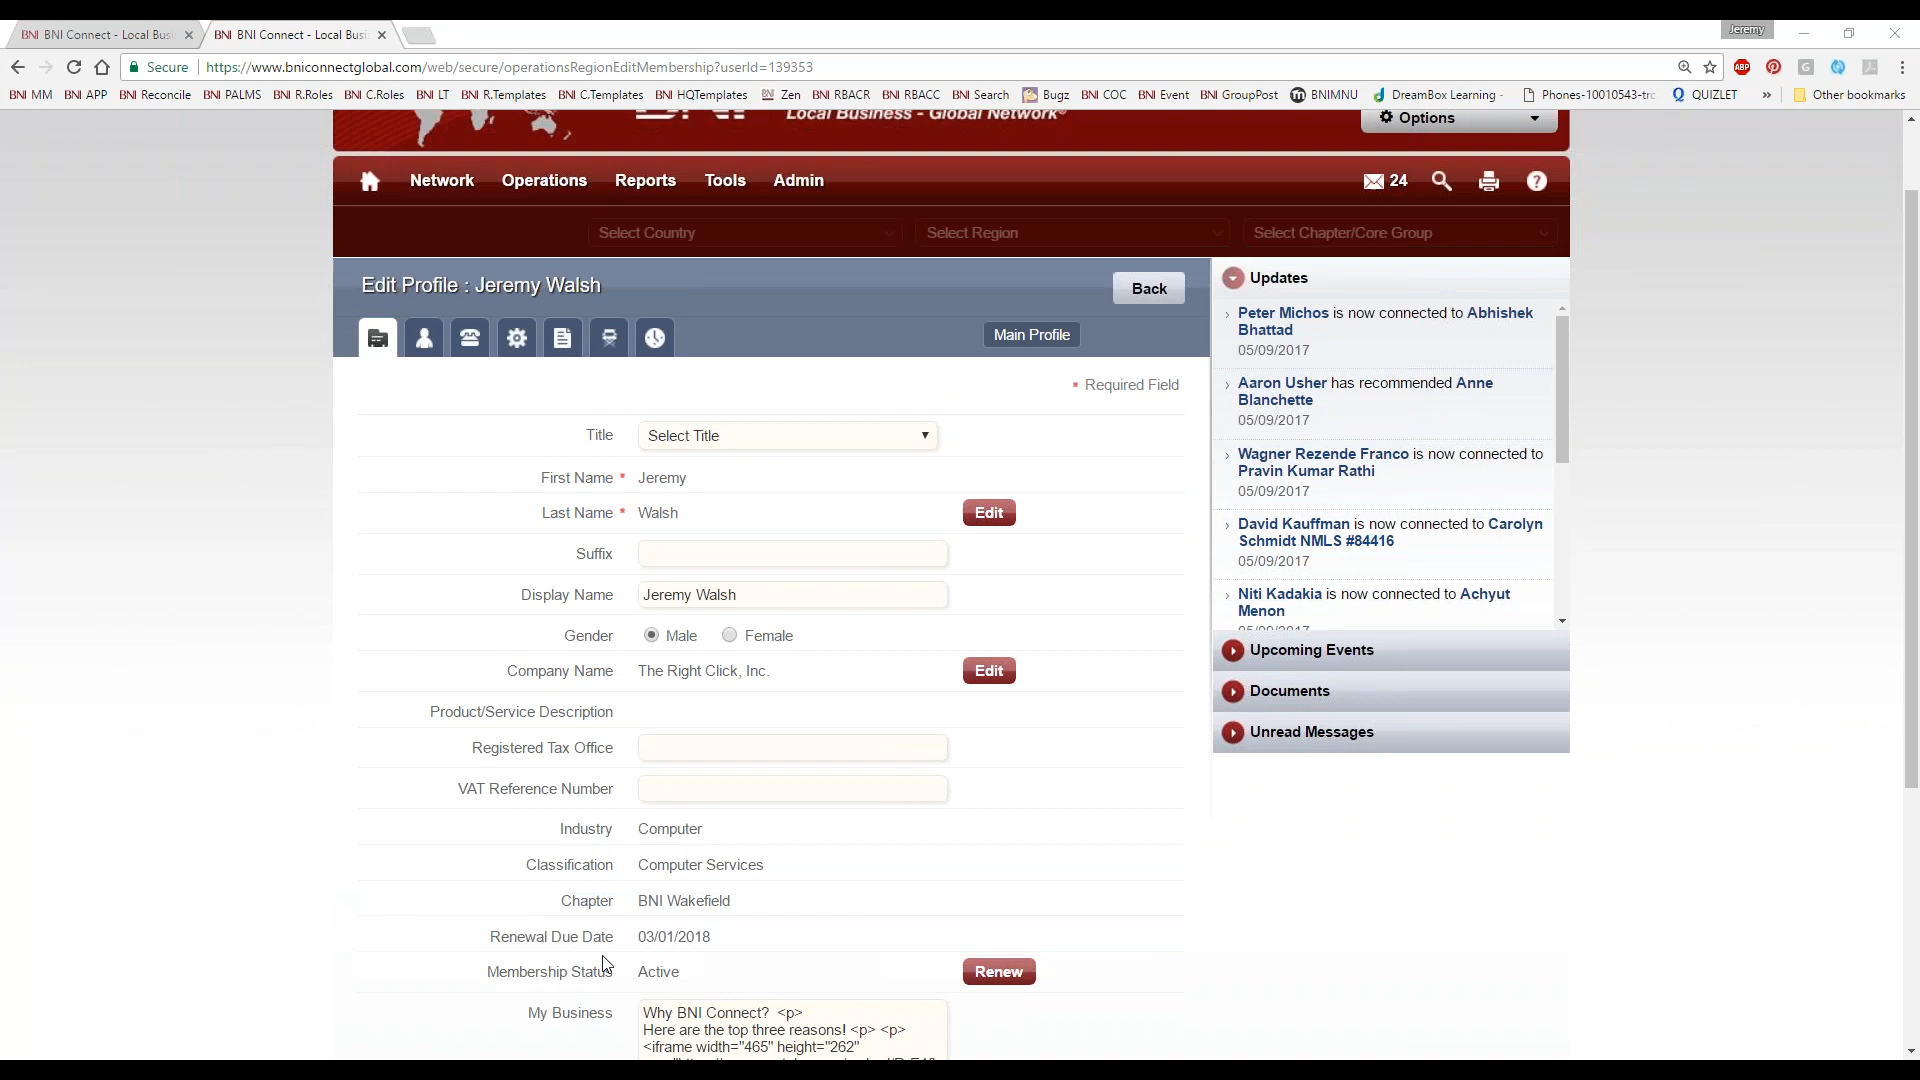 BNI BNI Connect - Local Busi
BNI BNI Connect - Local Busi
Jeremy
Secure https://www.bniconnectglobal.com/web/secure/operationsRegionEditMembership?userId=139353
ABP
BNI MM BNI APP BNI Reconcile BNI PALMS BNI R.Roles BNI C.Roles BNI LT BNI R.Templates BNI C.Templates BNI HQTemplates Zen BNI RBACR BNI RBACC BNI Search Bugz BNI COC BNI Event BNI GroupPost BNIMNU DreamBox Learning - Phones-10010543-trc QUIZLET » Other bookmarks
Local Business - Global Network®
Options
Network Operations Reports Tools Admin 24
Select Country Select Region Select Chapter/Core Group
Edit Profile : Jeremy Walsh
Back
Main Profile
* Required Field
Title Select Title
First Name * Jeremy
Last Name * Walsh Edit
Suffix
Display Name Jeremy Walsh
Gender Male Female
Company Name The Right Click, Inc. Edit
Product/Service Description
Registered Tax Office
VAT Reference Number
Industry Computer
Classification Computer Services
Chapter BNI Wakefield
Renewal Due Date 03/01/2018
Membership Status Active Renew
My Business Why BNI Connect? <p>
Here are the top three reasons! <p> <p>
<iframe width="465" height="262"
Updates
Peter Michos is now connected to Abhishek
Bhattad
05/09/2017
Aaron Usher has recommended Anne
Blanchette
05/09/2017
Wagner Rezende Franco is now connected to
Pravin Kumar Rathi
05/09/2017
David Kauffman is now connected to Carolyn
Schmidt NMLS #84416
05/09/2017
Niti Kadakia is now connected to Achyut
Menon
05/09/2017
Upcoming Events
Documents
Unread Messages